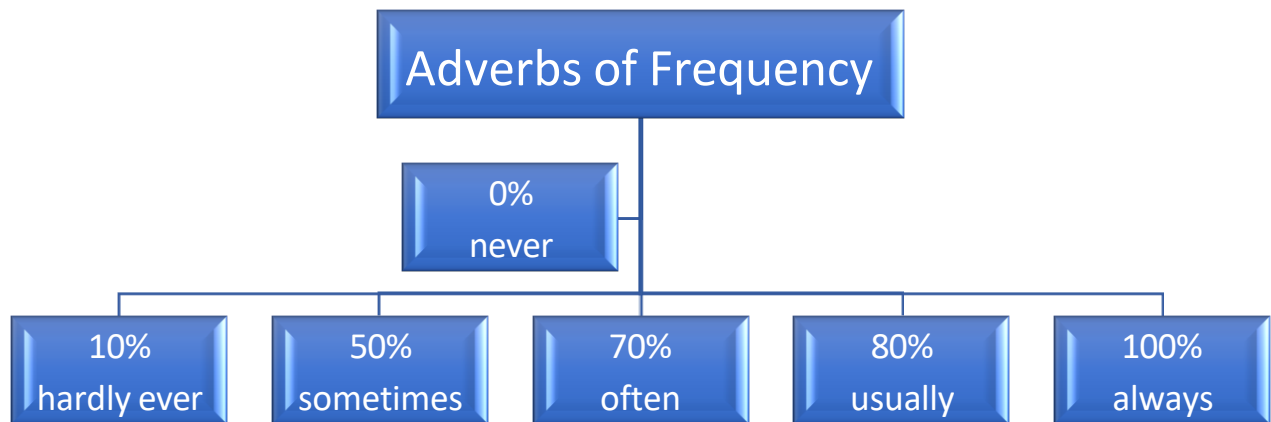 Adverbs of Frequency
0%
never
10%
hardly ever
50%
sometimes
70%
often
80%
usually
100%
always